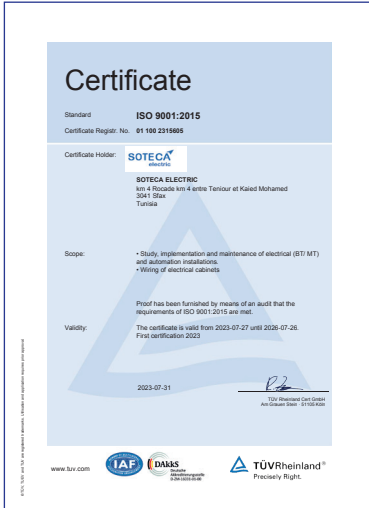 Certificate
Standard ISO 9001:2015
Certificate Registr. No. 01 100 2315605
Certificate Holder:
SOTECA
electric
SOTECA ELECTRIC
km 4 Rocade km 4 entre Teniour et Kaied Mohamed
3041 Sfax
Tunisia
Scope: • Study, implementation and maintenance of electrical (BT/ MT)
and automation installations.
• Wiring of electrical cabinets
Proof has been furnished by means of an audit that the
requirements of ISO 9001:2015 are met.
Validity: The certificate is valid from 2023-07-27 until 2026-07-26.
First certification 2023
2023-07-31
TÜV Rheinland Cert GmbH
Am Grauen Stein · 51105 Köln
www.tuv.com
IAF
DAkkS
Deutsche
Akkreditierungsstelle
TÜVRheinland®
Precisely Right.